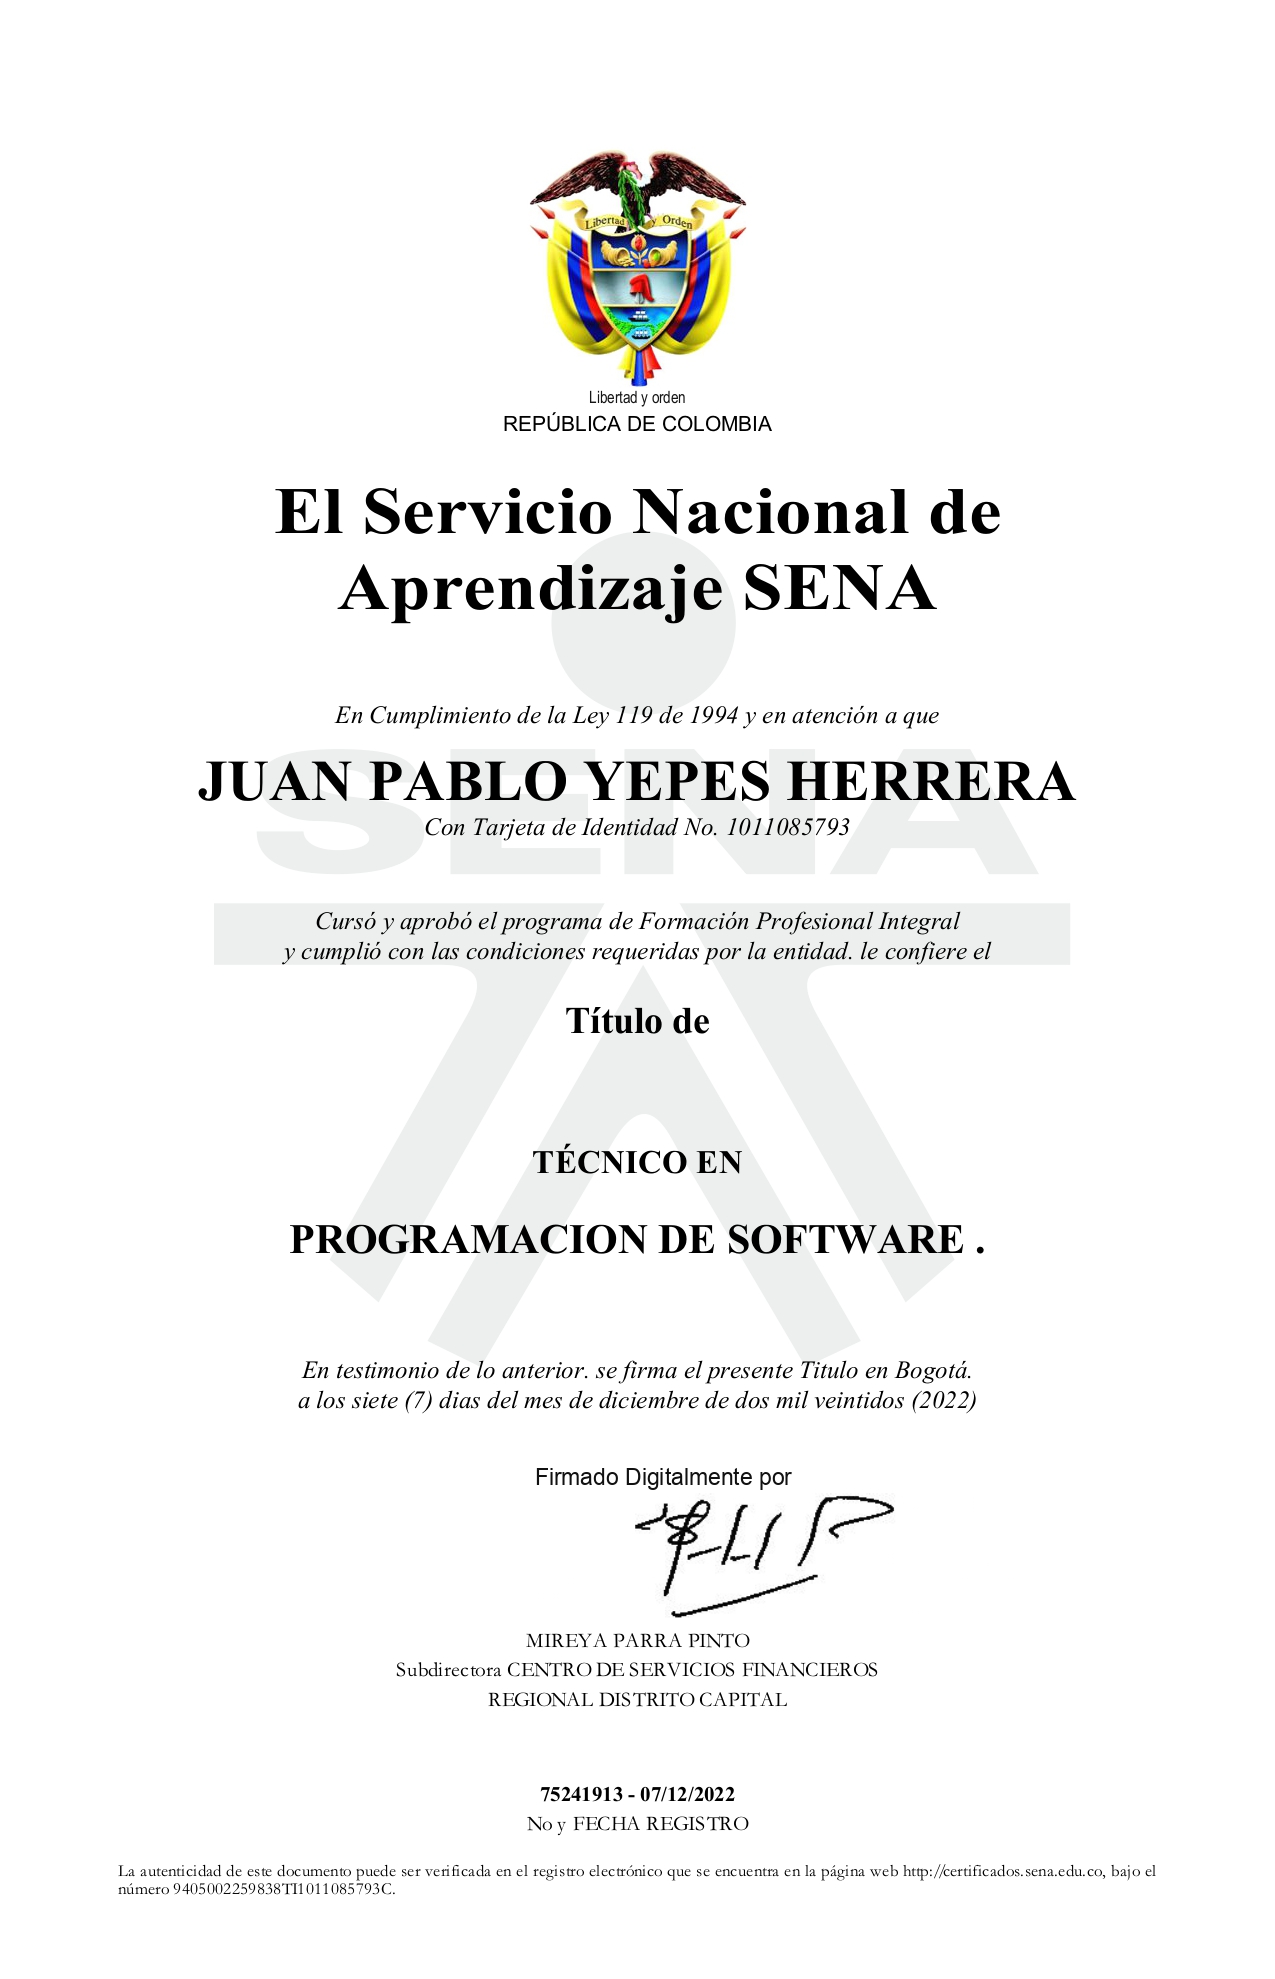 Libertad y Orden
Libertad y orden
REPÚBLICA DE COLOMBIA
El Servicio Nacional de
Aprendizaje SENA
En Cumplimiento de la Ley 119 de 1994 y en atención a que
SENA
JUAN PABLO YEPES HERRERA
Con Tarjeta de Identidad No. 1011085793
Cursó y aprobó el programa de Formación Profesional Integral
y cumplió con las condiciones requeridas por la entidad. le confiere el
Título de
TÉCNICO EN
PROGRAMACION DE SOFTWARE .
En testimonio de lo anterior. se firma el presente Titulo en Bogotá.
a los siete (7) dias del mes de diciembre de dos mil veintidos (2022)
Firmado Digitalmente por
MIREYA PARRA PINTO
Subdirectora CENTRO DE SERVICIOS FINANCIEROS
REGIONAL DISTRITO CAPITAL
75241913 - 07/12/2022
No y FECHA REGISTRO
La autenticidad de este documento puede ser verificada en el registro electrónico que se encuentra en la página web http://certificados.sena.edu.co, bajo el
número 9405002259838TI1011085793C.